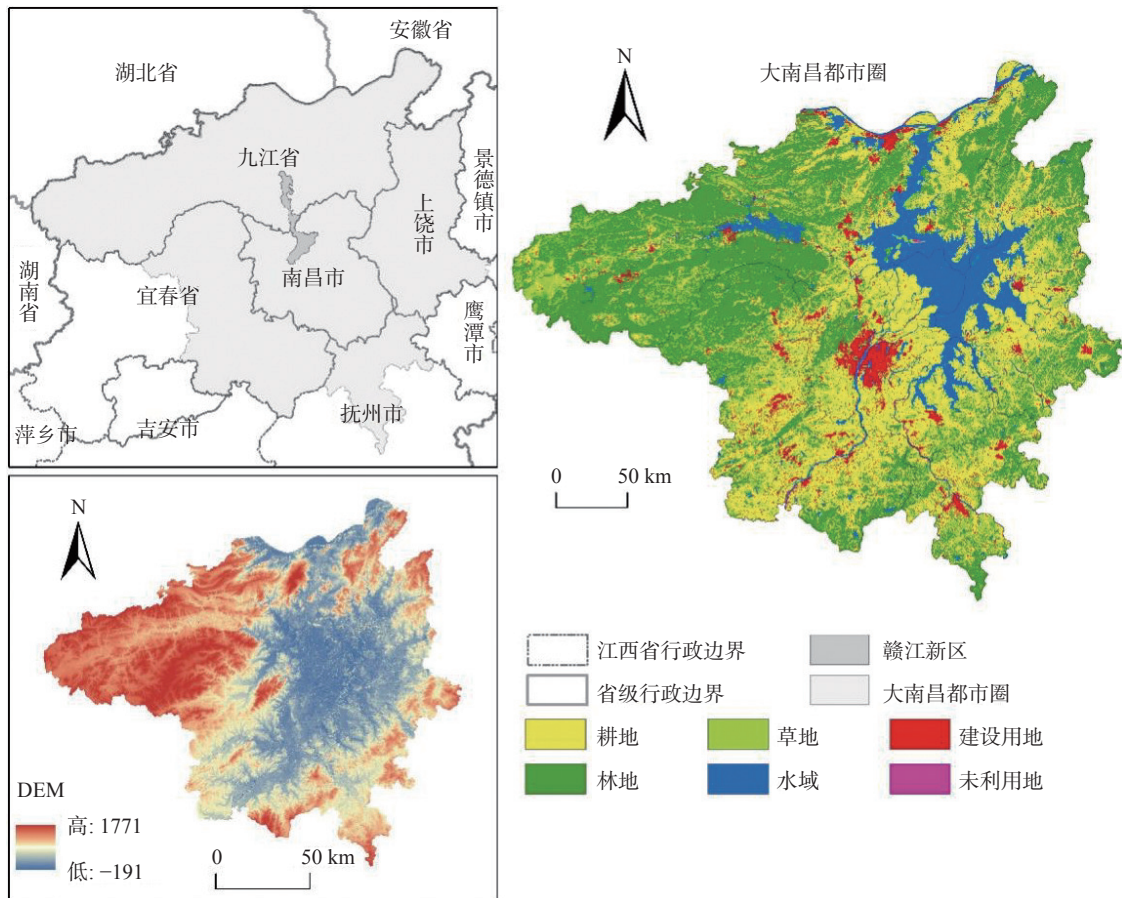 安徽省
湖北省
九江省
景德镇市
上饶市
湖南省
南昌市
宜春省
鹰潭市
抚州市
萍乡市
吉安市
N
大南昌都市圈
0 50 km
N
DEM
高: 1771
低: −191
0 50 km
江西省行政边界 赣江新区
省级行政边界 大南昌都市圈
耕地 草地 建设用地
林地 水域 未利用地